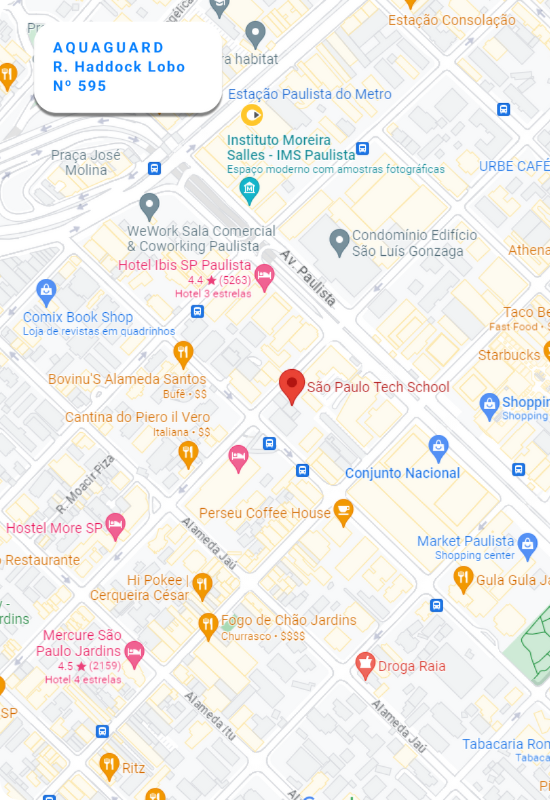 Estação Consolação
AQUAGUARD
R. Haddock Lobo
Nº 595
ra habitat
Estação Paulista do Metro
Instituto Moreira
Salles - IMS Paulista
Espaço moderno com amostras fotográficas
Praça José
Molina
URBE CAFÉ
WeWork Sala Comercial
& Coworking Paulista
Condomínio Edifício
São Luís Gonzaga
Athena
Av. Paulista
Hotel Ibis SP Paulista
4.4 ★ (5263)
Hotel 3 estrelas
Comix Book Shop
Loja de revistas em quadrinhos
Taco Be
Fast Food •
Starbucks
Bovinu'S Alameda Santos
Bufê • $$
São Paulo Tech School
Shoppin
Shopping
Cantina do Piero il Vero
Italiana • $$
Conjunto Nacional
R. Moacir Piza
Perseu Coffee House
Hostel More SP
Alameda Jaú
Market Paulista
Shopping center
o Restaurante
Hi Pokee |
Cerqueira César
Gula Gula Ja
rdins
Fogo de Chão Jardins
Churrasco • $$$$
Mercure São
Paulo Jardins
4.5 ★ (2159)
Hotel 4 estrelas
Droga Raia
SP
Alameda Itu
Alameda Jaú
Tabacaria Ron
Tabaca
Ritz